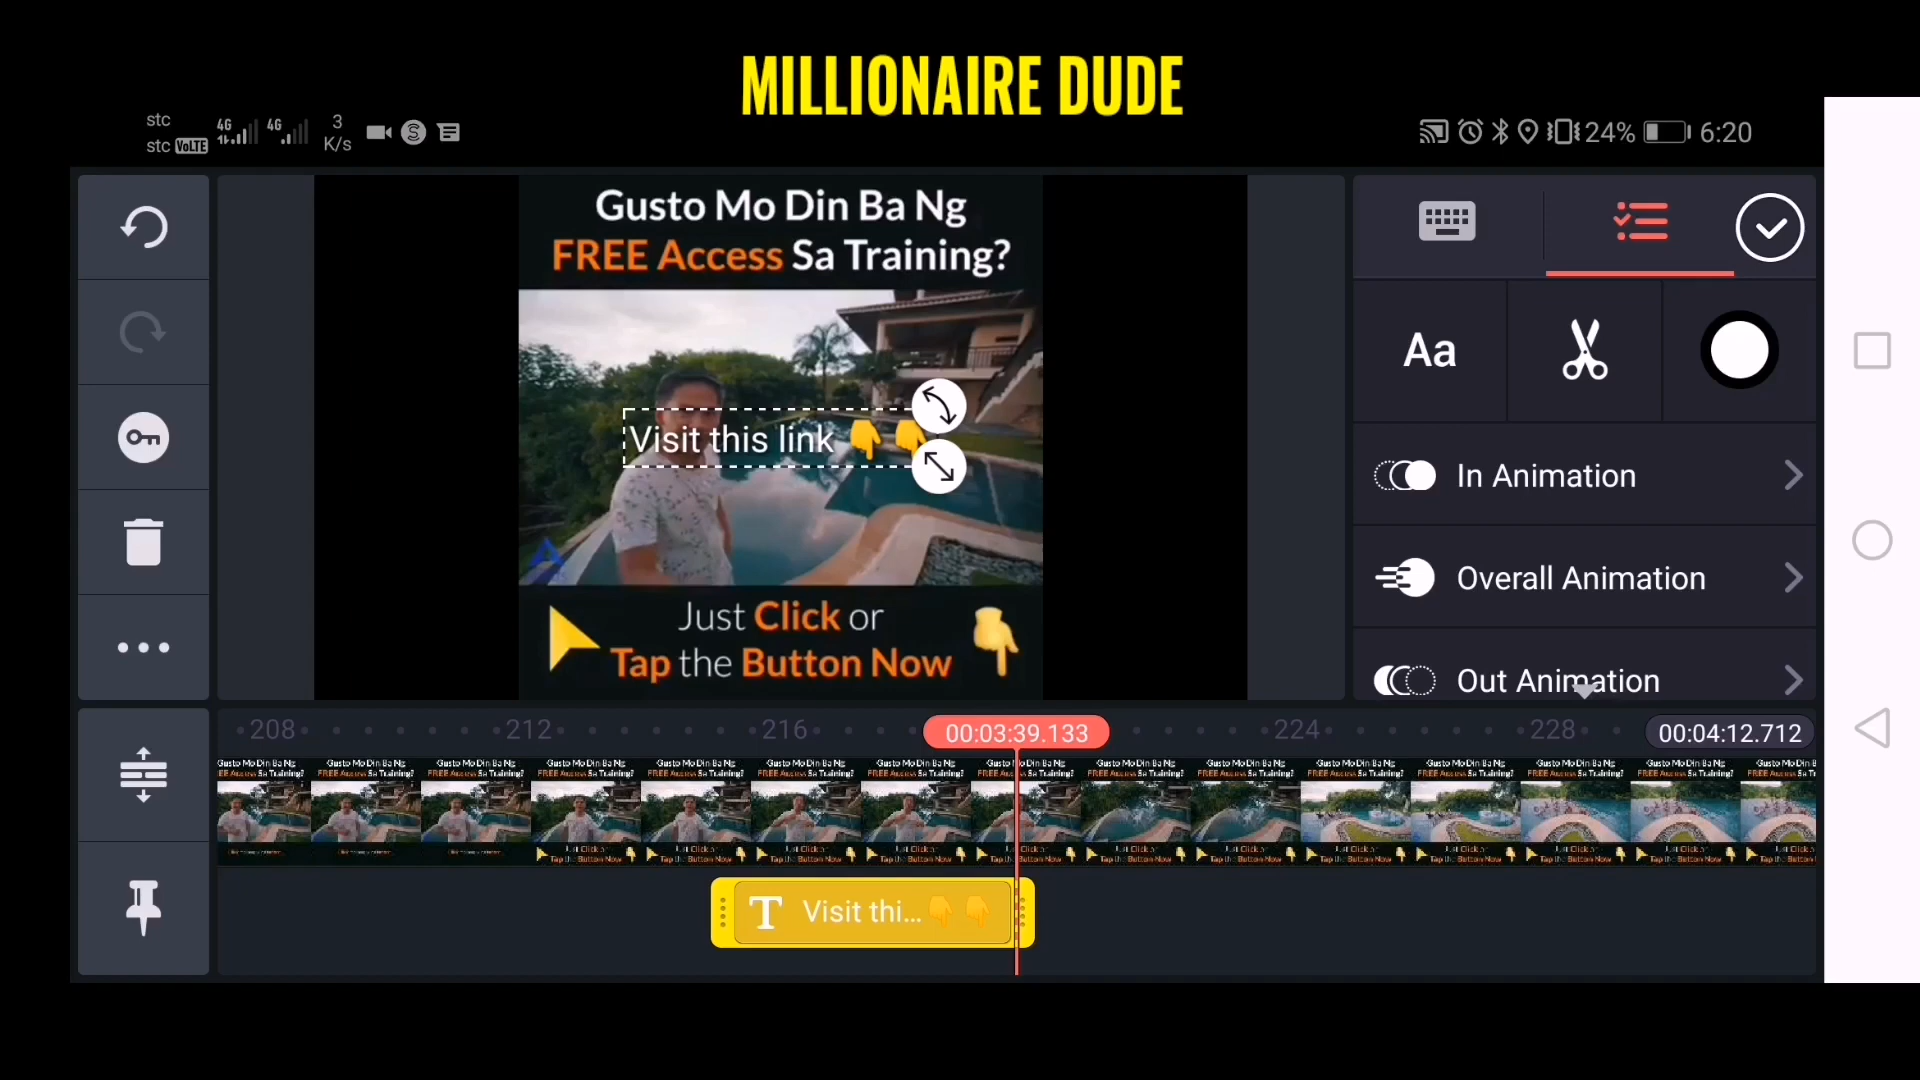 MILLIONAIRE DUDE
stc
stc VoLTE
4G
4G
3
K/s
24%
6:20
Gusto Mo Din Ba Ng
FREE Access Sa Training?
Visit this link 👇👇
Just Click or
Tap the Button Now
Aa
In Animation
Overall Animation
Out Animation
208
212
216
00:03:39.133
224
228
00:04:12.712
T Visit thi...👇👇